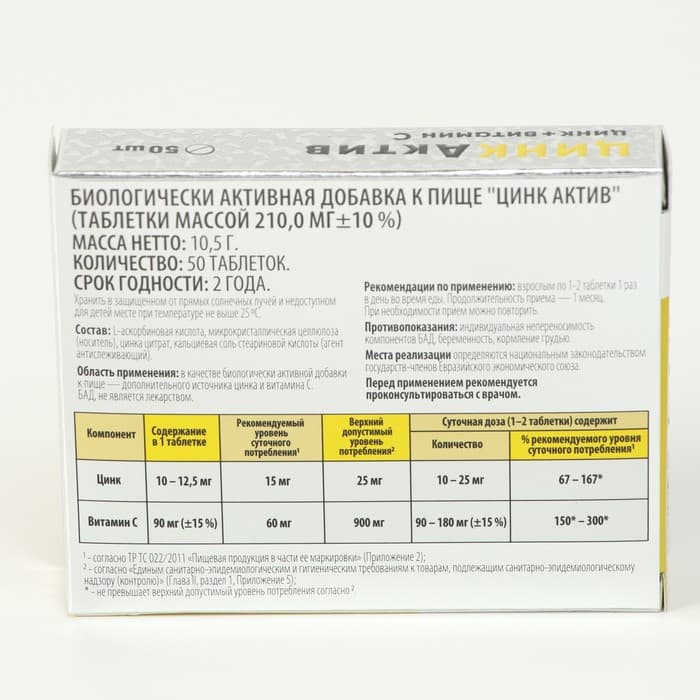 ЦИНК АКТИВ
ЦИНК+ВИТАМИН С
50 ШТ
БИОЛОГИЧЕСКИ АКТИВНАЯ ДОБАВКА К ПИЩЕ "ЦИНК АКТИВ"
(ТАБЛЕТКИ МАССОЙ 210,0 МГ±10 %)
МАССА НЕТТО: 10,5 Г.
КОЛИЧЕСТВО: 50 ТАБЛЕТОК.
СРОК ГОДНОСТИ: 2 ГОДА.
Хранить в защищенном от прямых солнечных лучей и недоступном
для детей месте при температуре не выше 25 ºС.
Состав: L-аскорбиновая кислота, микрокристаллическая целлюлоза
(носитель), цинка цитрат, кальциевая соль стеариновой кислоты (агент
антислеживающий).
Область применения: в качестве биологически активной добавки
к пище — дополнительного источника цинка и витамина С.
БАД, не является лекарством.
Рекомендации по применению: взрослым по 1-2 таблетки 1 раз
в день во время еды. Продолжительность приема — 1 месяц.
При необходимости прием можно повторить.
Противопоказания: индивидуальная непереносимость
компонентов БАД, беременность, кормление грудью.
Места реализации определяются национальным законодательством
государств-членов Евразийского экономического союза.
Перед применением рекомендуется
проконсультироваться с врачом.
Компонент
Содержание
в 1 таблетке
Рекомендуемый
уровень
суточного
потребления¹
Верхний
допустимый
уровень
потребления²
Суточная доза (1–2 таблетки) содержит
Количество
% рекомендуемого уровня
суточного потребления¹
Цинк 10 – 12,5 мг 15 мг 25 мг 10 – 25 мг 67 – 167*
Витамин С 90 мг (±15 %) 60 мг 900 мг 90 – 180 мг (±15 %) 150* – 300*
¹ - согласно ТР ТС 022/2011 «Пищевая продукция в части ее маркировки» (Приложение 2);
² - согласно «Единым санитарно-эпидемиологическим и гигиеническим требованиям к товарам, подлежащим санитарно-эпидемиологическому
надзору (контролю)» (Глава II, раздел 1, Приложение 5);
* - не превышает верхний допустимый уровень потребления согласно ².